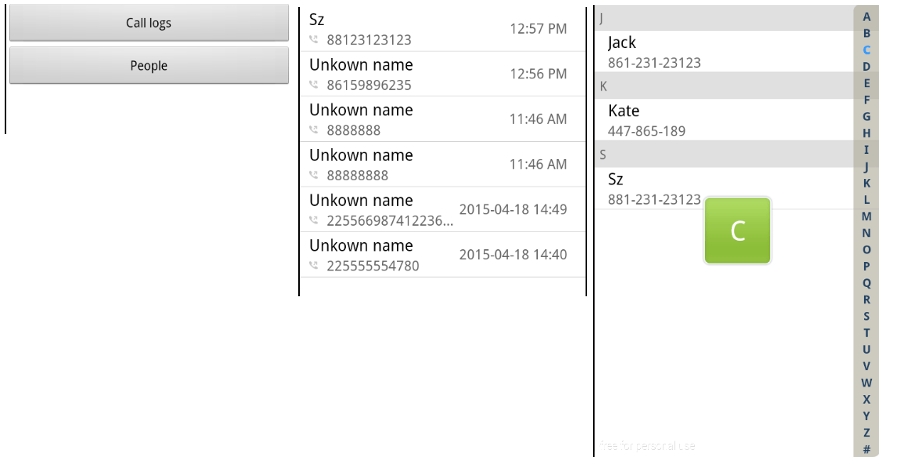 Call logs
People
Sz
88123123123
12:57 PM
Unkown name
86159896235
12:56 PM
Unkown name
8888888
11:46 AM
Unkown name
88888888
11:46 AM
Unkown name
225566987412236...
2015-04-18 14:49
Unkown name
225555554780
2015-04-18 14:40
J
Jack
861-231-23123
K
Kate
447-865-189
S
Sz
881-231-23123
C
free for personal use
A
B
C
D
E
F
G
H
I
J
K
L
M
N
O
P
Q
R
S
T
U
V
W
X
Y
Z
#